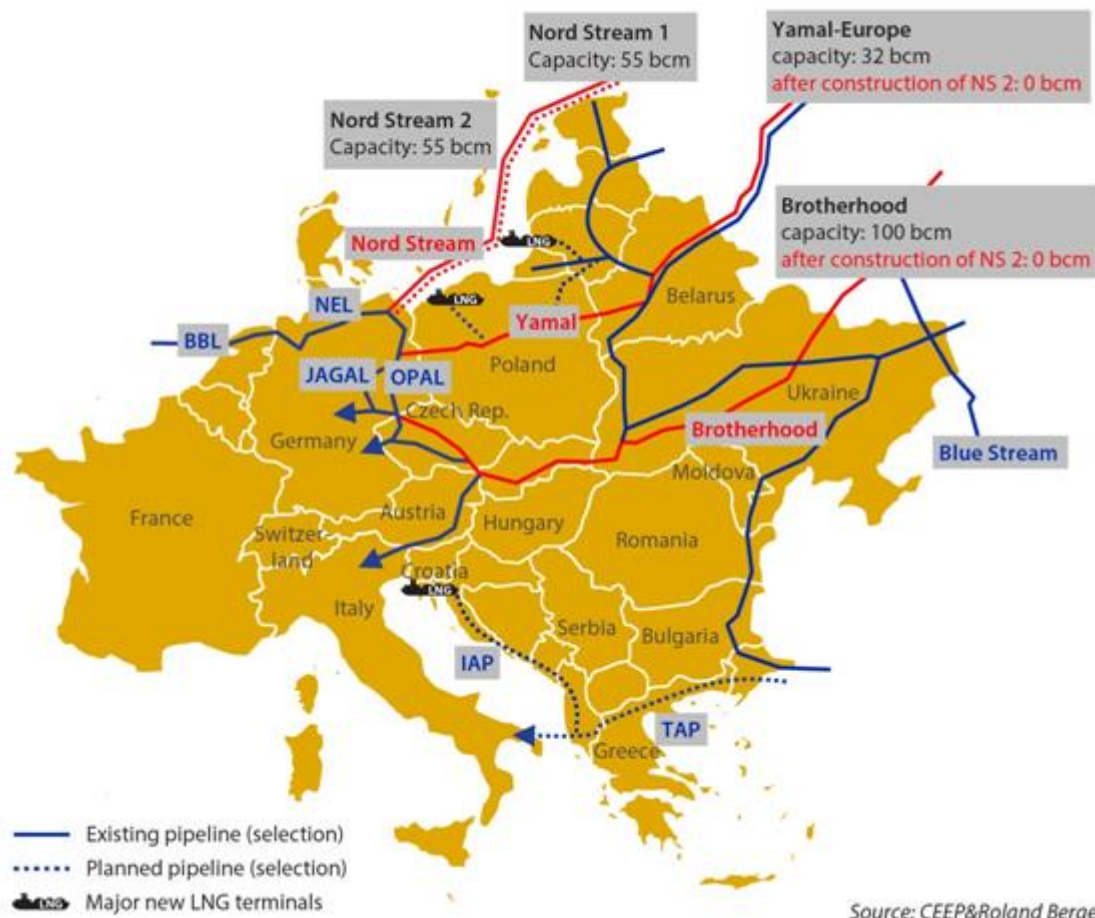 Nord Stream 1
Capacity: 55 bcm
Yamal-Europe
capacity: 32 bcm
after construction of NS 2: 0 bcm
Nord Stream 2
Capacity: 55 bcm
Brotherhood
capacity: 100 bcm
after construction of NS 2: 0 bcm
Nord Stream
LNG
Belarus
LNG
NEL
Yamal
BBL
Poland
JAGAL
OPAL
Ukraine
Czech Rep.
Brotherhood
Germany
Blue Stream
Moldova
France
Austria
Hungary
Switzer-
land
Romania
Croatia
LNG
Italy
Serbia
Bulgaria
IAP
TAP
Greece
Existing pipeline (selection)
Planned pipeline (selection)
LNG
Major new LNG terminals
Source: CEEP&Roland Berge